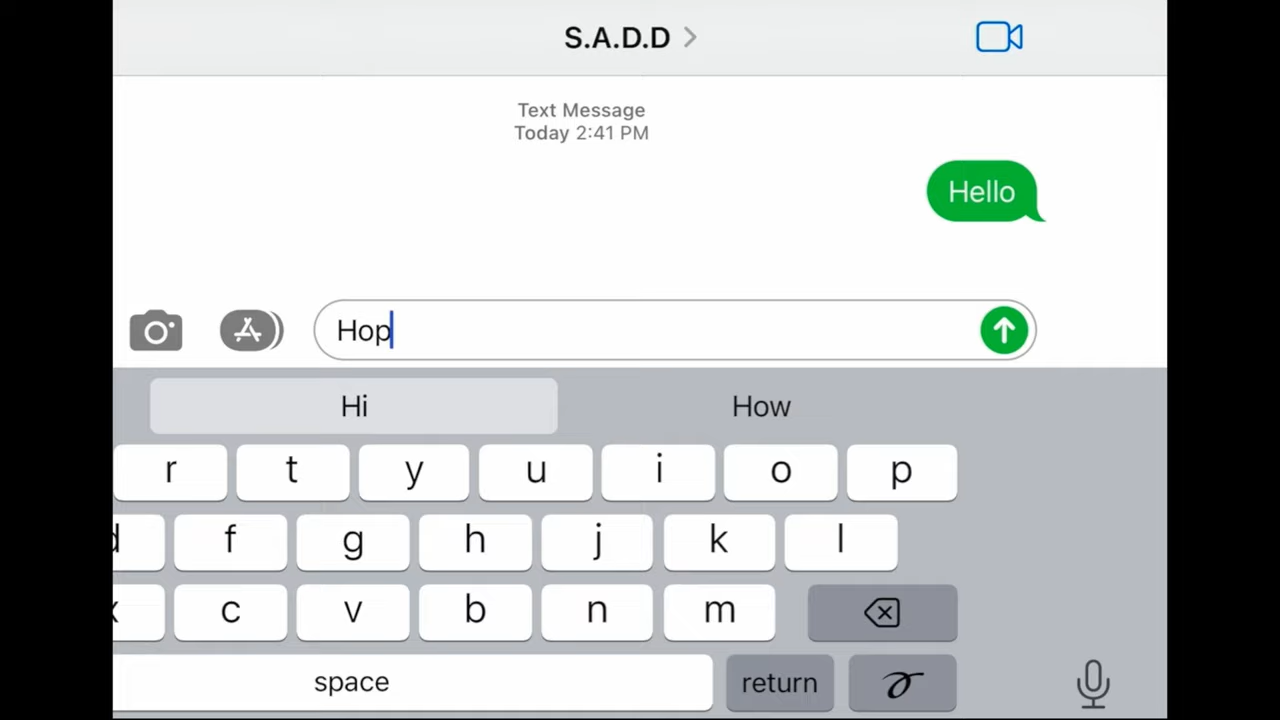 S.A.D.D
Text Message
Today 2:41 PM
Hello
Hop
Hi How
r t y u i o p
d f g h j k l
x c v b n m
space return